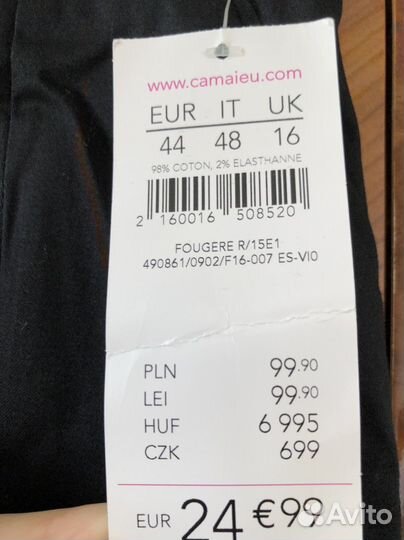 www.camaieu.com
EUR IT UK
44 48 16
98% COTON, 2% ELASTHANNE
2 160016 508520
FOUGERE R/15E1
490861/0902/F16-007 ES-VI0
PLN 99.90
LEI 99.90
HUF 6 995
CZK 699
EUR 24 €99
Avito